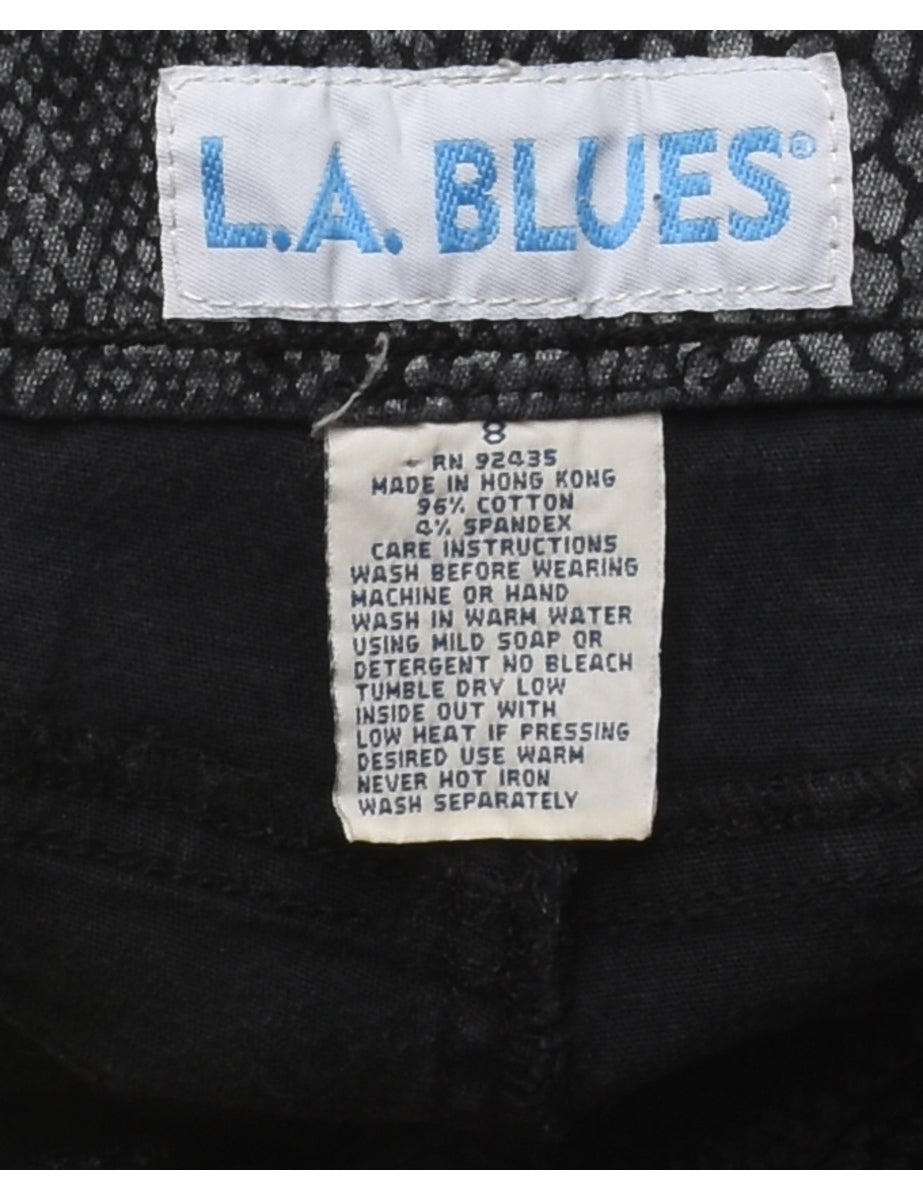 L.A. BLUES®
8
RN 92435
MADE IN HONG KONG
96% COTTON
4% SPANDEX
CARE INSTRUCTIONS
WASH BEFORE WEARING
MACHINE OR HAND
WASH IN WARM WATER
USING MILD SOAP OR
DETERGENT NO BLEACH
TUMBLE DRY LOW
INSIDE OUT WITH
LOW HEAT IF PRESSING
DESIRED USE WARM
NEVER HOT IRON
WASH SEPARATELY